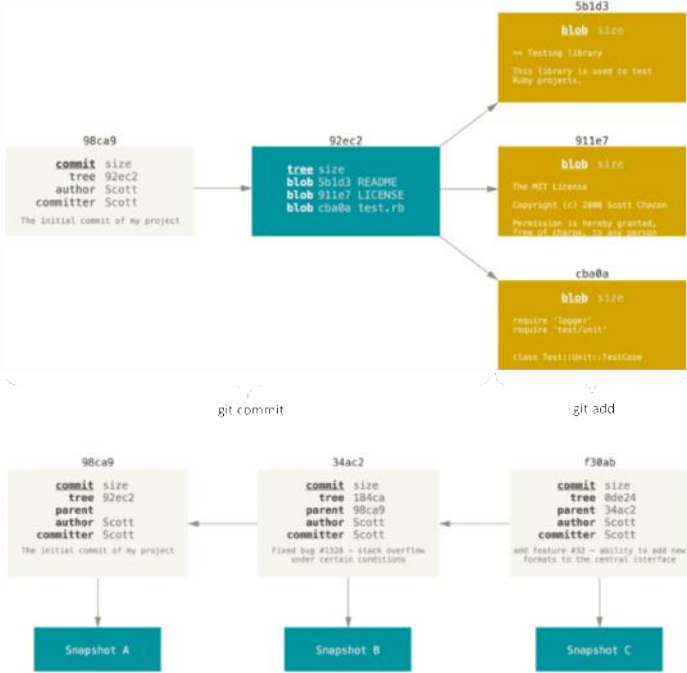 5b1d3
blob size
== Testing library
This library is used to test
Ruby projects.
98ca9
commit size
tree 92ec2
author Scott
committer Scott
The initial commit of my project
92ec2
tree size
blob 5b1d3 README
blob 911e7 LICENSE
blob cba0a test.rb
911e7
blob size
The MIT License
Copyright (c) 2008 Scott Chacon
Permission is hereby granted,
free of charge, to any person
cba0a
blob size
require 'logger'
require 'test/unit'
class Test::Unit::TestCase
git commit
git add
98ca9
commit size
tree 92ec2
parent
author Scott
committer Scott
The initial commit of my project
34ac2
commit size
tree 184ca
parent 98ca9
author Scott
committer Scott
Fixed bug #1328 - stack overflow
under certain conditions
f30ab
commit size
tree 0de24
parent 34ac2
author Scott
committer Scott
add feature #32 - ability to add new
formats to the central interface
Snapshot A
Snapshot B
Snapshot C